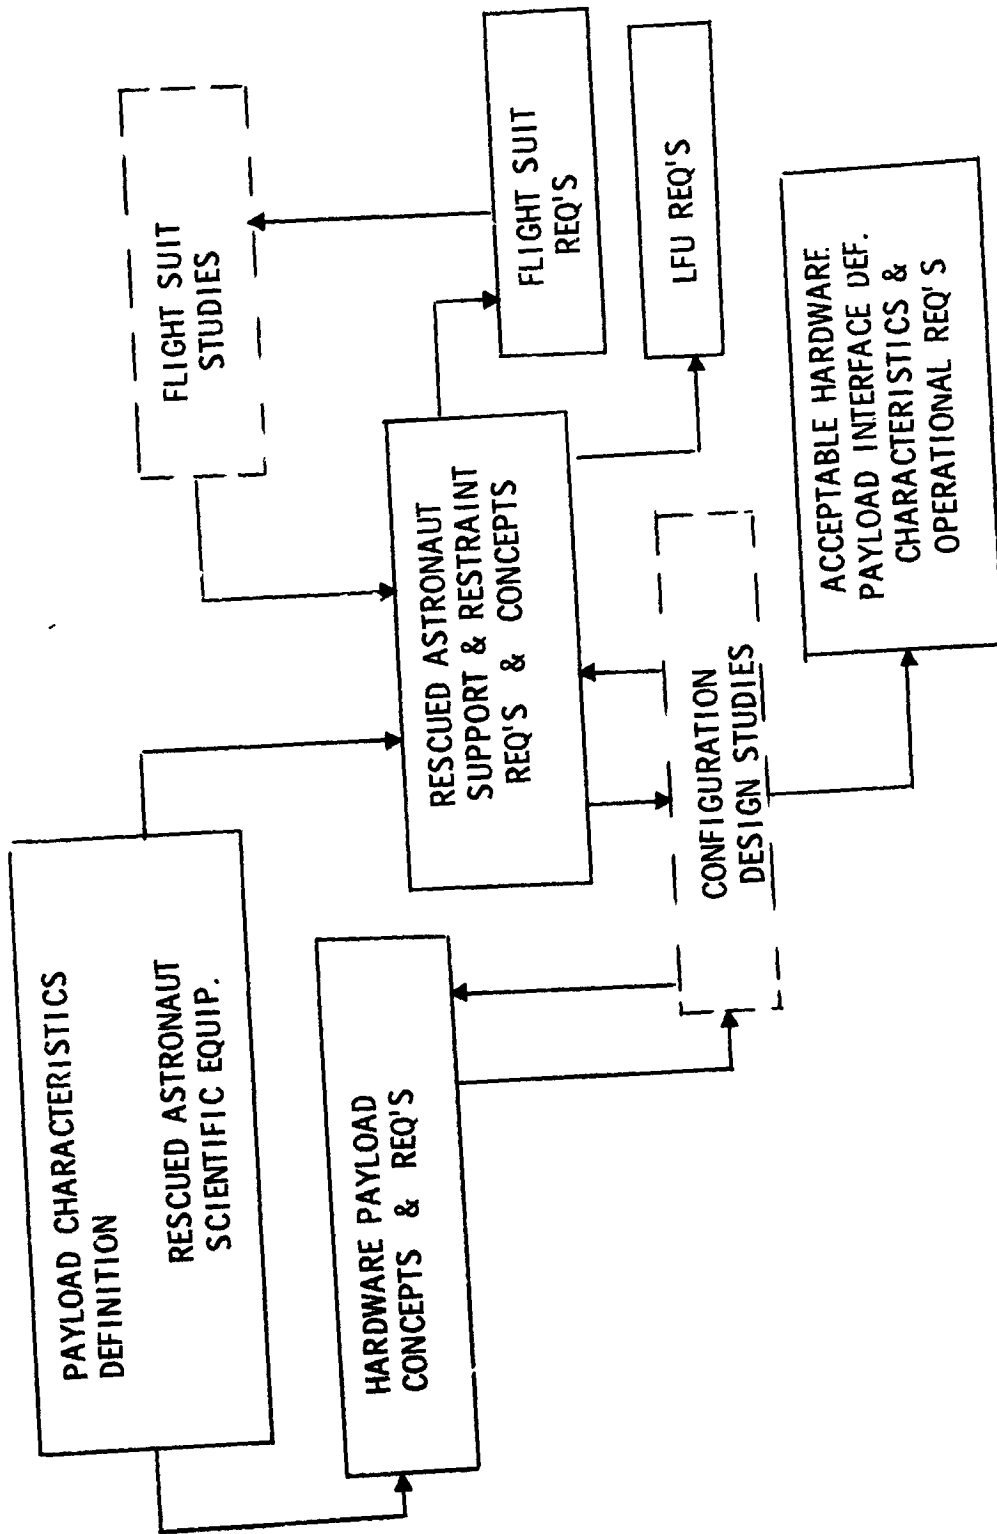 PAYLOAD CHARACTERISTICS
DEFINITION
RESCUED ASTRONAUT
SCIENTIFIC EQUIP.
FLIGHT SUIT
STUDIES
HARDWARE PAYLOAD
CONCEPTS & REQ'S
RESCUED ASTRONAUT
SUPPORT & RESTRAINT
REQ'S & CONCEPTS
FLIGHT SUIT
REQ'S
LFU REQ'S
CONFIGURATION
DESIGN STUDIES
ACCEPTABLE HARDWARE
PAYLOAD INTERFACE DEF.
CHARACTERISTICS &
OPERATIONAL REQ'S